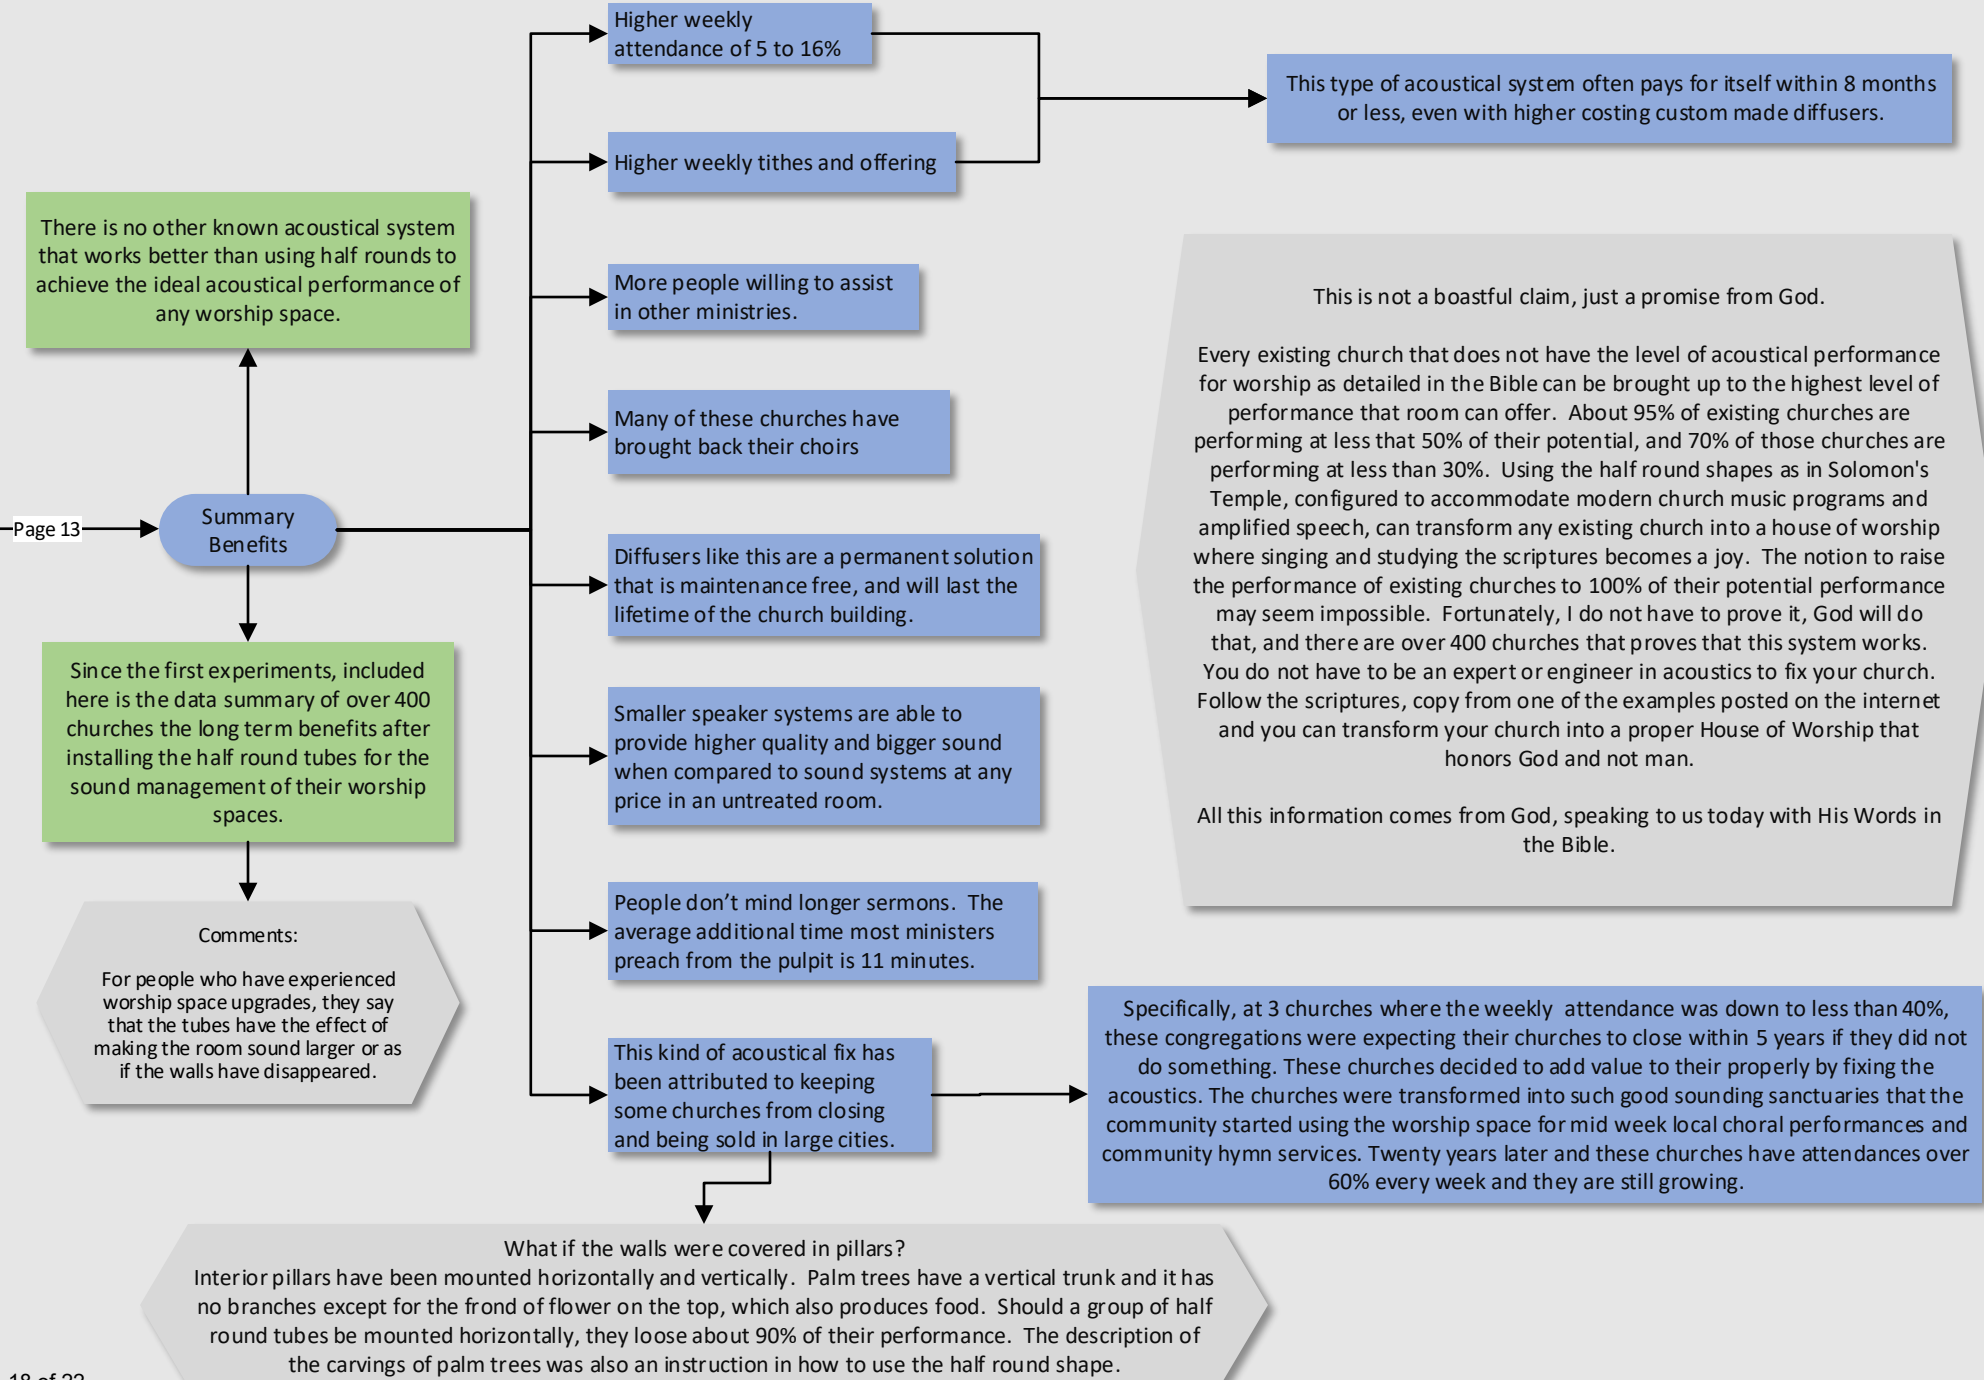 Higher weekly
attendance of 5 to 16%
This type of acoustical system often pays for itself within 8 months
or less, even with higher costing custom made diffusers.
Higher weekly tithes and offering
There is no other known acoustical system
that works better than using half rounds to
achieve the ideal acoustical performance of
any worship space.
More people willing to assist
in other ministries.
Many of these churches have
brought back their choirs
Page 13
Summary
Benefits
Diffusers like this are a permanent solution
that is maintenance free, and will last the
lifetime of the church building.
Since the first experiments, included
here is the data summary of over 400
churches the long term benefits after
installing the half round tubes for the
sound management of their worship
spaces.
Smaller speaker systems are able to
provide higher quality and bigger sound
when compared to sound systems at any
price in an untreated room.
This is not a boastful claim, just a promise from God.
Every existing church that does not have the level of acoustical performance
for worship as detailed in the Bible can be brought up to the highest level of
performance that room can offer. About 95% of existing churches are
performing at less that 50% of their potential, and 70% of those churches are
performing at less than 30%. Using the half round shapes as in Solomon's
Temple, configured to accommodate modern church music programs and
amplified speech, can transform any existing church into a house of worship
where singing and studying the scriptures becomes a joy. The notion to raise
the performance of existing churches to 100% of their potential performance
may seem impossible. Fortunately, I do not have to prove it, God will do
that, and there are over 400 churches that proves that this system works.
You do not have to be an expert or engineer in acoustics to fix your church.
Follow the scriptures, copy from one of the examples posted on the internet
and you can transform your church into a proper House of Worship that
honors God and not man.
All this information comes from God, speaking to us today with His Words in
the Bible.
Comments:
For people who have experienced
worship space upgrades, they say
that the tubes have the effect of
making the room sound larger or as
if the walls have disappeared.
People don’t mind longer sermons. The
average additional time most ministers
preach from the pulpit is 11 minutes.
This kind of acoustical fix has
been attributed to keeping
some churches from closing
and being sold in large cities.
Specifically, at 3 churches where the weekly attendance was down to less than 40%,
these congregations were expecting their churches to close within 5 years if they did not
do something. These churches decided to add value to their properly by fixing the
acoustics. The churches were transformed into such good sounding sanctuaries that the
community started using the worship space for mid week local choral performances and
community hymn services. Twenty years later and these churches have attendances over
60% every week and they are still growing.
What if the walls were covered in pillars?
Interior pillars have been mounted horizontally and vertically. Palm trees have a vertical trunk and it has
no branches except for the frond of flower on the top, which also produces food. Should a group of half
round tubes be mounted horizontally, they loose about 90% of their performance. The description of
the carvings of palm trees was also an instruction in how to use the half round shape.
18 of 22